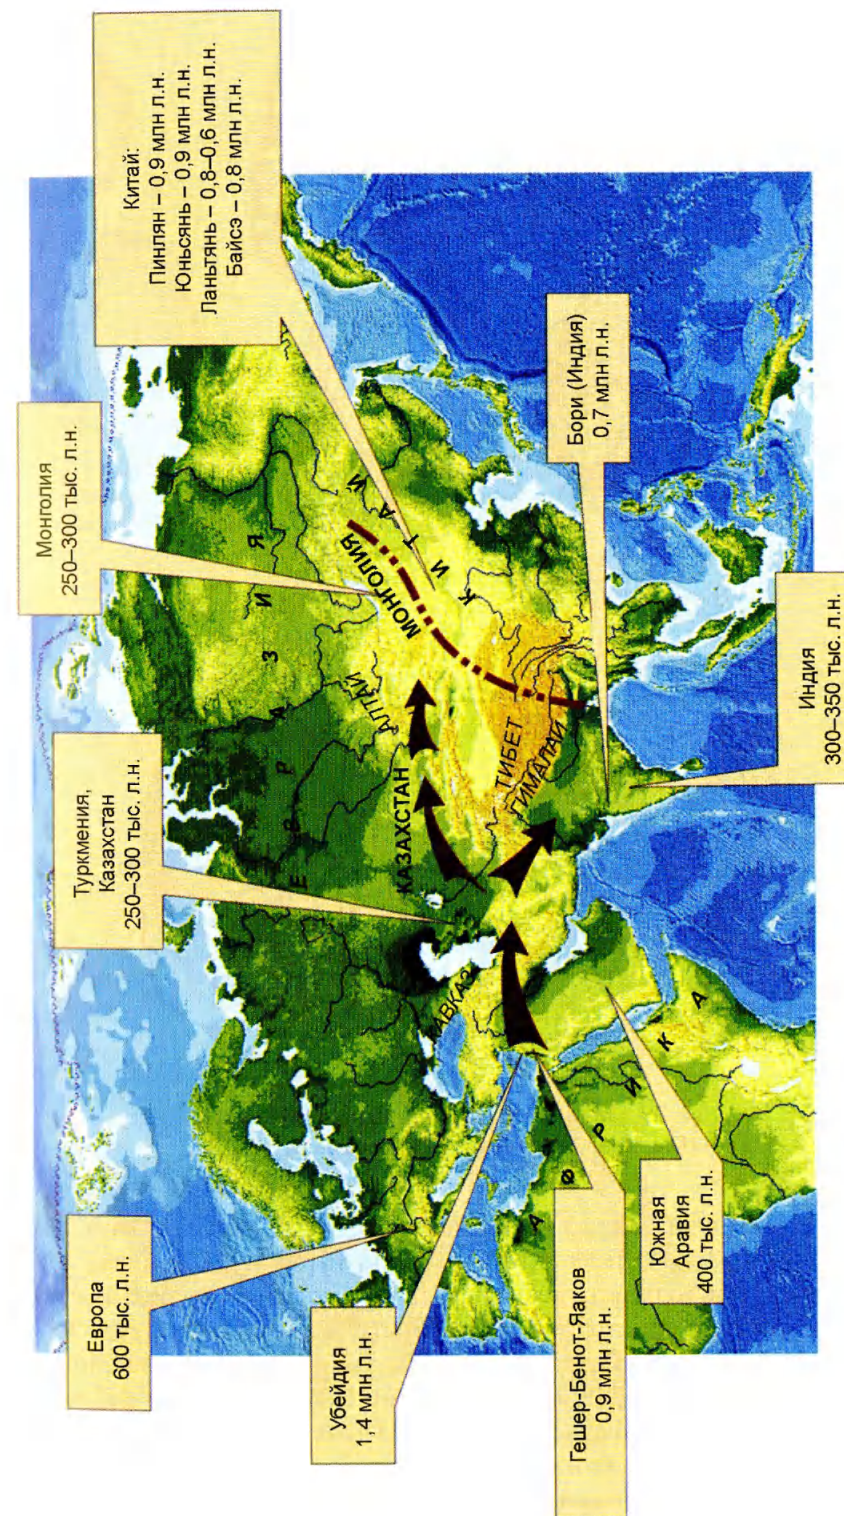 Европа
600 тыс. л.н.
Туркмения,
Казахстан
250–300 тыс. л.н.
Монголия
250–300 тыс. л.н.
Китай:
Пинлян – 0,9 млн л.н.
Юньсянь – 0,9 млн л.н.
Ланьтянь – 0,8–0,6 млн л.н.
Байсэ – 0,8 млн л.н.
Убейдия
1,4 млн л.н.
Гешер-Бенот-Яаков
0,9 млн л.н.
Южная
Аравия
400 тыс. л.н.
Индия
300–350 тыс. л.н.
Бори (Индия)
0,7 млн л.н.
ЕВРАЗИЯ
АФРИКА
КАВКАЗ
КАЗАХСТАН
АЛТАЙ
МОНГОЛИЯ
КИТАЙ
ТИБЕТ
ГИМАЛАИ